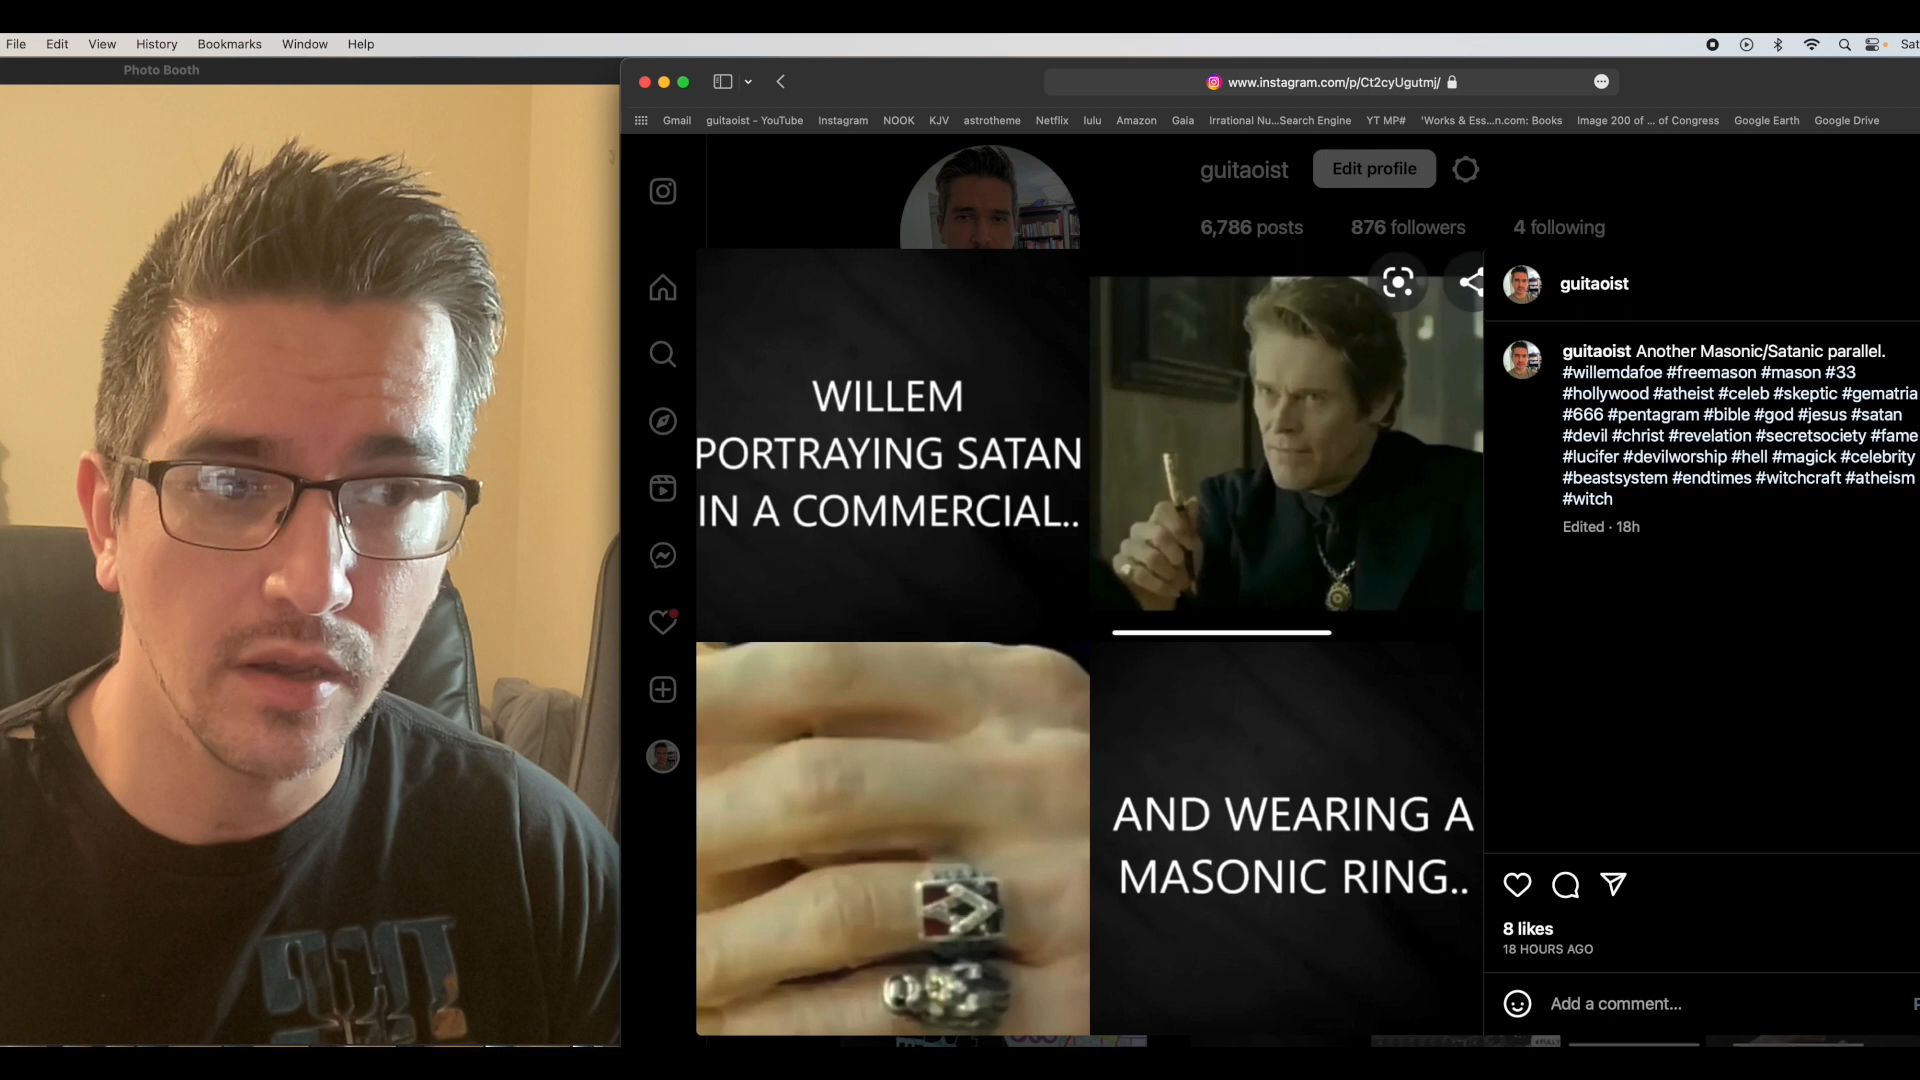 File Edit View History Bookmarks Window Help
Sat
Photo Booth
www.instagram.com/p/Ct2cyUgutmj/
Gmail guitaoist - YouTube Instagram NOOK KJV astrotheme Netflix lulu Amazon Gaia Irrational Nu...Search Engine YT MP# 'Works & Ess...n.com: Books Image 200 of ... of Congress Google Earth Google Drive
guitaoist Edit profile
6,786 posts 876 followers 4 following
WILLEM
PORTRAYING SATAN
IN A COMMERCIAL..
AND WEARING A
MASONIC RING..
guitaoist
guitaoist Another Masonic/Satanic parallel.
#willemdafoe #freemason #mason #33
#hollywood #atheist #celeb #skeptic #gematria
#666 #pentagram #bible #god #jesus #satan
#devil #christ #revelation #secretsociety #fame
#lucifer #devilworship #hell #magick #celebrity
#beastsystem #endtimes #witchcraft #atheism
#witch
Edited · 18h
8 likes
18 HOURS AGO
Add a comment...